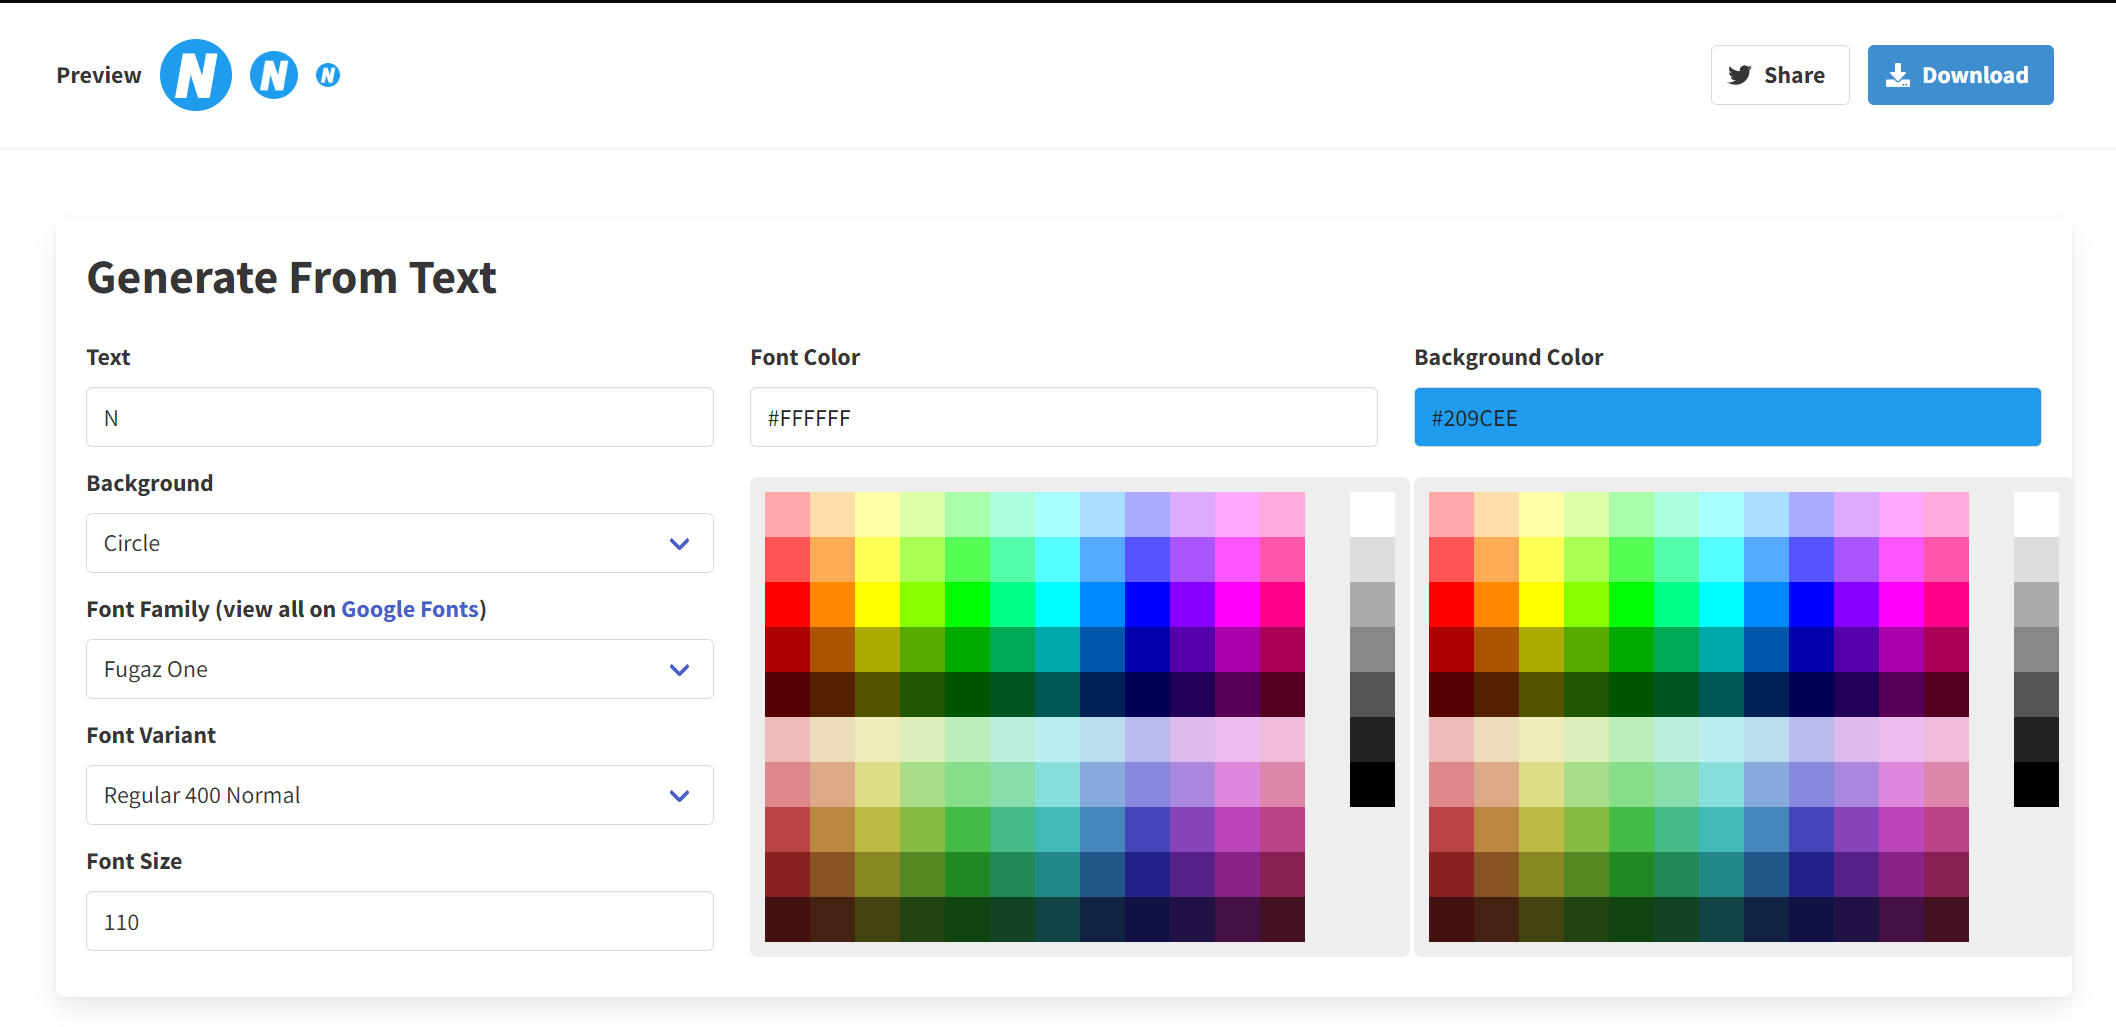 Preview N N N Share Download
Generate From Text
Text
N
Background
Circle
Font Family (view all on Google Fonts)
Fugaz One
Font Variant
Regular 400 Normal
Font Size
110
Font Color
#FFFFFF
Background Color
#209CEE